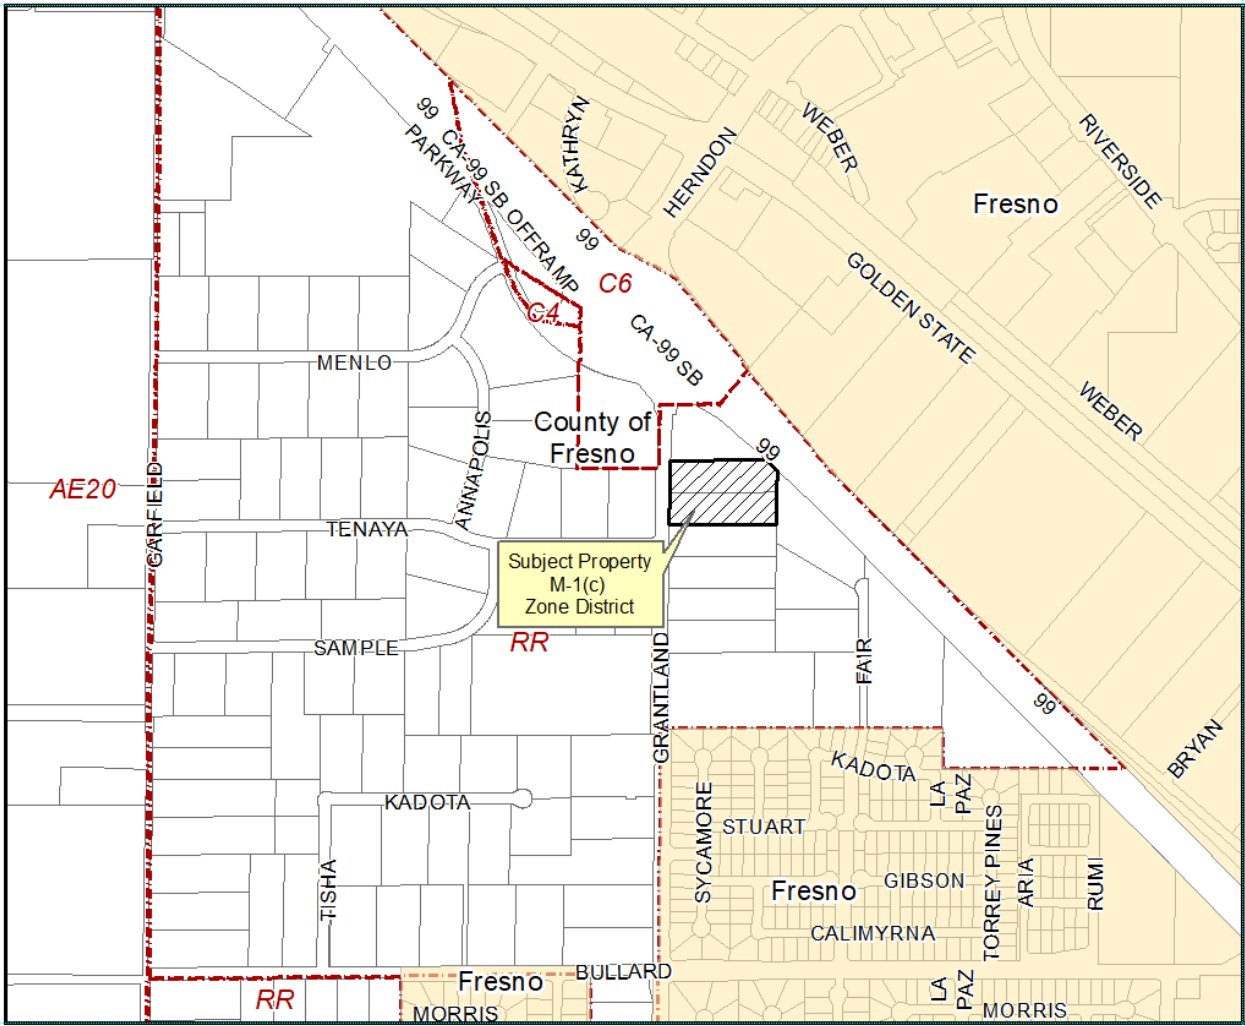 99
CA-99 SB OFFRAMP
PARKWAY
KATHRYN
HERNDON
WEBER
RIVERSIDE
Fresno
99
C6
C4
GOLDEN STATE
CA-99 SB
WEBER
MENLO
ANNAPOLIS
County of
Fresno
99
AE20
GARFIELD
TENAYA
Subject Property
M-1(c)
Zone District
SAMPLE
RR
GRANTLAND
FAIR
99
BRYAN
KADOTA
LA
PAZ
KADOTA
SYCAMORE
STUART
TORREY PINES
ARIA
RUMI
TISHA
Fresno
GIBSON
CALIMYRNA
BULLARD
Fresno
RR
MORRIS
LA
PAZ
MORRIS